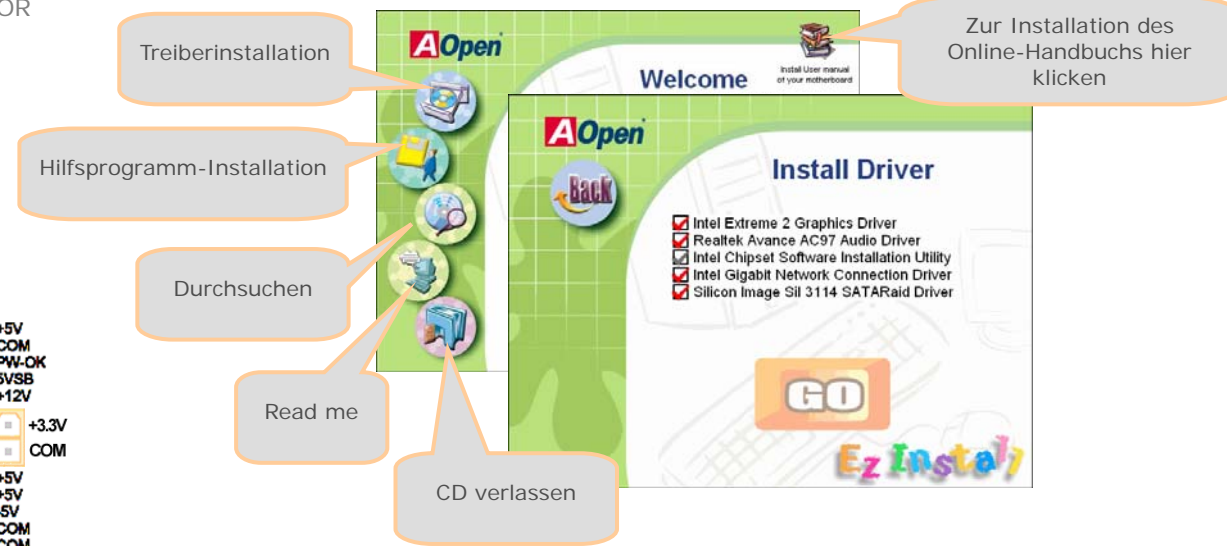 OR
Treiberinstallation
Hilfsprogramm-Installation
Durchsuchen
Read me
CD verlassen
Zur Installation des
Online-Handbuchs hier
klicken
AOpen
Welcome
Install User manual
of your motherboard
AOpen
Back
Install Driver
Intel Extreme 2 Graphics Driver
Realtek Avance AC97 Audio Driver
Intel Chipset Software Installation Utility
Intel Gigabit Network Connection Driver
Silicon Image Sil 3114 SATARaid Driver
GO
Ez Install
+5V
COM
PW-OK
5VSB
+12V
+3.3V
COM
+5V
+5V
-5V
COM
COM